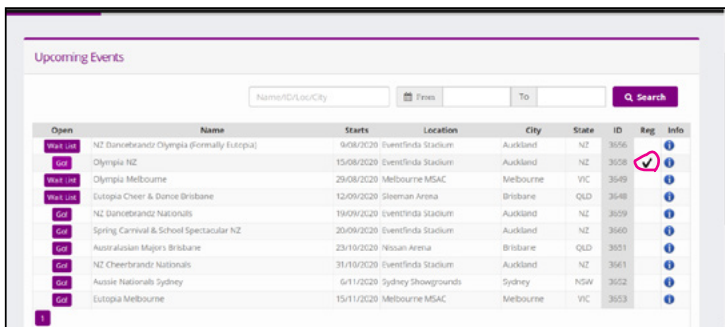 Upcoming Events
Name/ID/Loc/City From To Search
Open Name Starts Location City State ID Reg Info
Wait List NZ Dancebrandz Olympia (Formally Eutopia) 9/08/2020 Eventfinda Stadium Auckland NZ 3656
Go! Olympia NZ 15/08/2020 Eventfinda Stadium Auckland NZ 3658
Wait List Olympia Melbourne 29/08/2020 Melbourne MSAC Melbourne VIC 3649
Wait List Eutopia Cheer & Dance Brisbane 12/09/2020 Sleeman Arena Brisbane QLD 3648
Go! NZ Dancebrandz Nationals 19/09/2020 Eventfinda Stadium Auckland NZ 3659
Go! Spring Carnival & School Spectacular NZ 20/09/2020 Eventfinda Stadium Auckland NZ 3660
Go! Australasian Majors Brisbane 23/10/2020 Nissan Arena Brisbane QLD 3651
Go! NZ Cheerbrandz Nationals 31/10/2020 Eventfinda Stadium Auckland NZ 3661
Go! Aussie Nationals Sydney 6/11/2020 Sydney Showgrounds Sydney NSW 3652
Go! Eutopia Melbourne 15/11/2020 Melbourne MSAC Melbourne VIC 3653
1